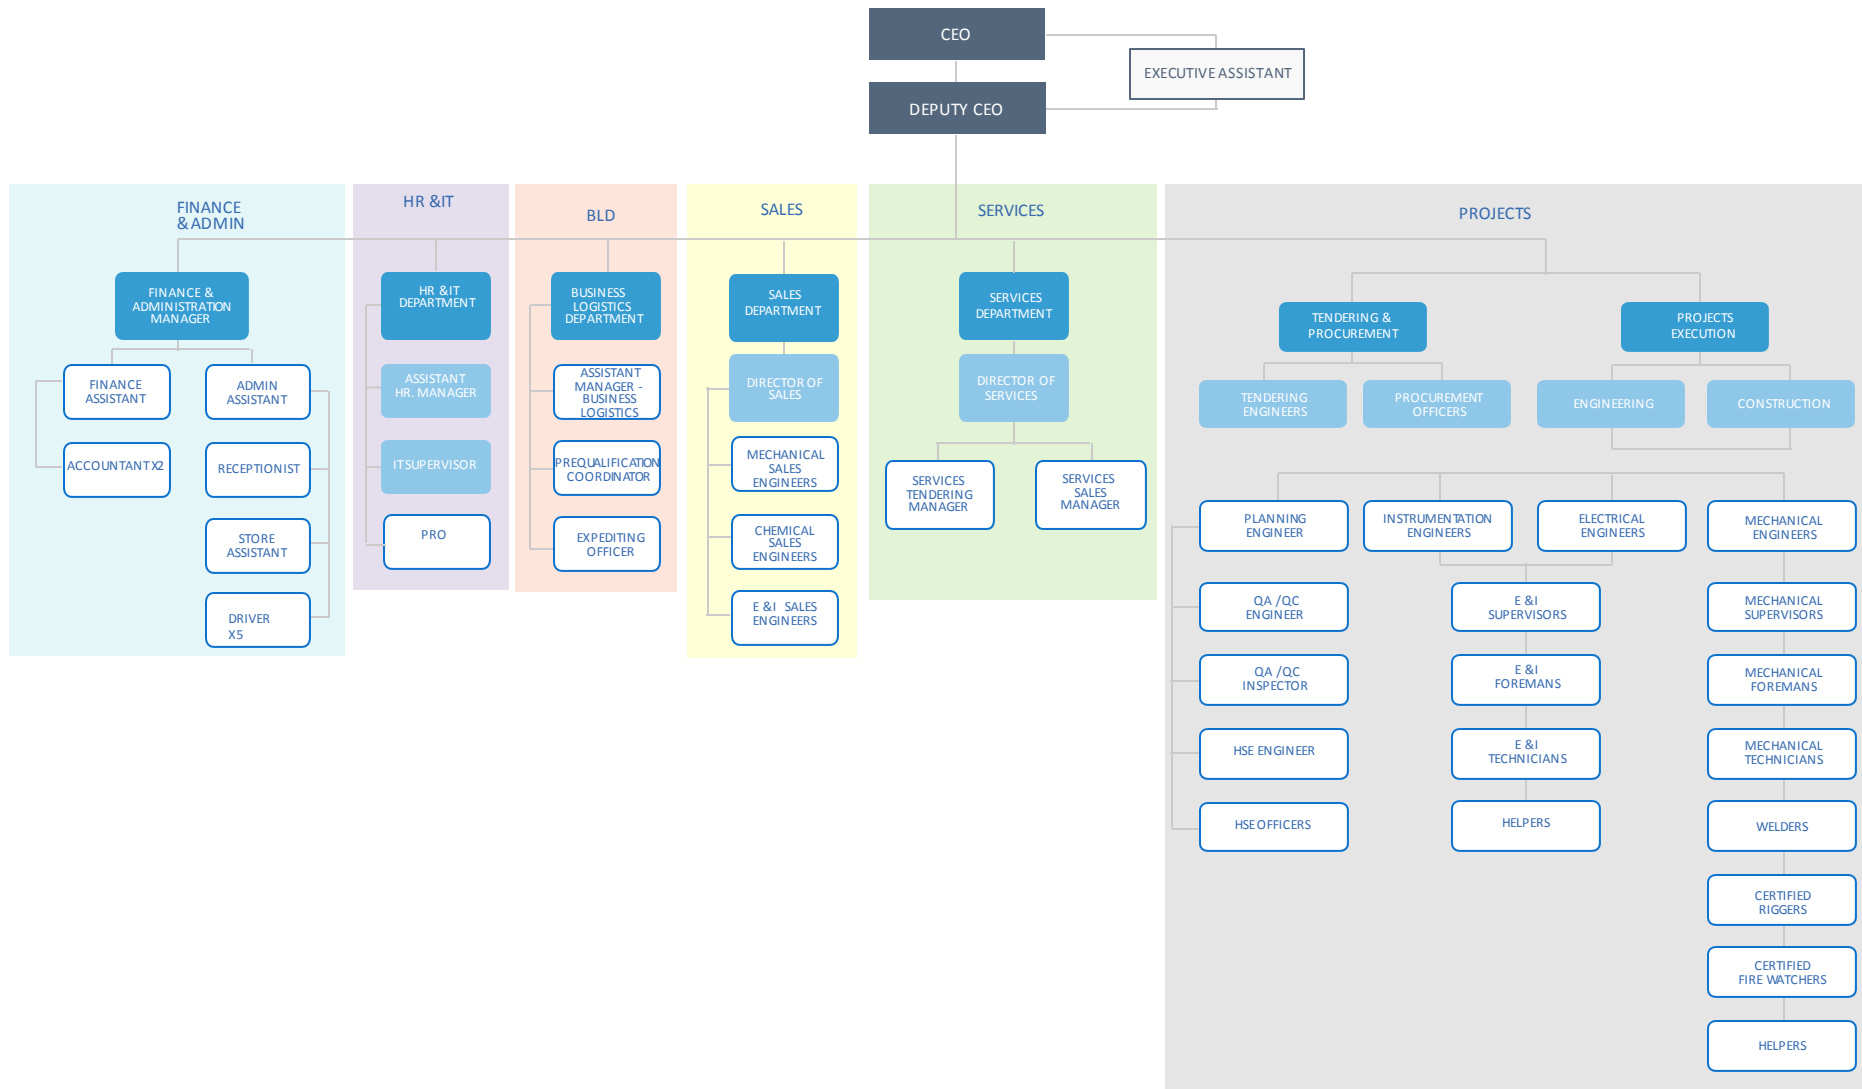 CEO
EXECUTIVE ASSISTANT
DEPUTY CEO
FINANCE
& ADMIN
HR & IT
BLD
SALES
SERVICES
PROJECTS
FINANCE &
ADMINISTRATION
MANAGER
FINANCE
ASSISTANT
ADMIN
ASSISTANT
ACCOUNTANT X2
RECEPTIONIST
STORE
ASSISTANT
DRIVER
X5
HR & IT
DEPARTMENT
ASSISTANT
HR. MANAGER
IT SUPERVISOR
PRO
BUSINESS
LOGISTICS
DEPARTMENT
ASSISTANT
MANAGER -
BUSINESS
LOGISTICS
PREQUALIFICATION
COORDINATOR
EXPEDITING
OFFICER
SALES
DEPARTMENT
DIRECTOR OF
SALES
MECHANICAL
SALES
ENGINEERS
CHEMICAL
SALES
ENGINEERS
E & I SALES
ENGINEERS
SERVICES
DEPARTMENT
DIRECTOR OF
SERVICES
SERVICES
TENDERING
MANAGER
SERVICES
SALES
MANAGER
TENDERING &
PROCUREMENT
PROJECTS
EXECUTION
TENDERING
ENGINEERS
PROCUREMENT
OFFICERS
ENGINEERING
CONSTRUCTION
PLANNING
ENGINEER
INSTRUMENTATION
ENGINEERS
ELECTRICAL
ENGINEERS
MECHANICAL
ENGINEERS
QA / QC
ENGINEER
E & I
SUPERVISORS
MECHANICAL
SUPERVISORS
QA / QC
INSPECTOR
E & I
FOREMANS
MECHANICAL
FOREMANS
HSE ENGINEER
E & I
TECHNICIANS
MECHANICAL
TECHNICIANS
HSE OFFICERS
HELPERS
WELDERS
CERTIFIED
RIGGERS
CERTIFIED
FIRE WATCHERS
HELPERS